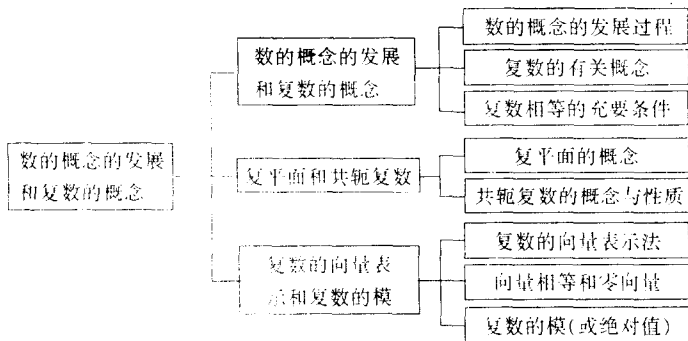 数的概念的发展过程
数的概念的发展
和复数的概念
复数的有关概念
复数相等的充要条件
数的概念的发展
和复数的概念
复平面的概念
复平面和共轭复数
共轭复数的概念与性质
复数的向量表示法
复数的向量表
示和复数的模
向量相等和零向量
复数的模(或绝对值)